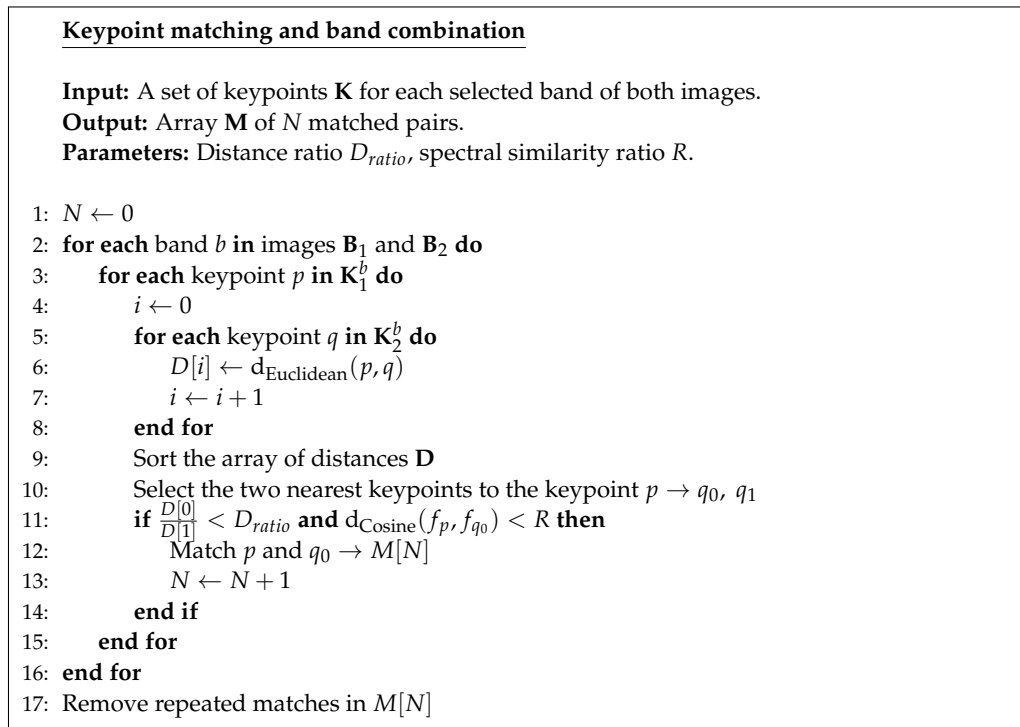 Keypoint matching and band combination
Input: A set of keypoints K for each selected band of both images.
Output: Array M of N matched pairs.
Parameters: Distance ratio D_ratio, spectral similarity ratio R.
1: N ← 0
2: for each band b in images B_1 and B_2 do
3: for each keypoint p in K_1^b do
4: i ← 0
5: for each keypoint q in K_2^b do
6: D[i] ← d_Euclidean(p, q)
7: i ← i + 1
8: end for
9: Sort the array of distances D
10: Select the two nearest keypoints to the keypoint p → q_0, q_1
11: if D[0]/D[1] < D_ratio and d_Cosine(f_p, f_{q_0}) < R then
12: Match p and q_0 → M[N]
13: N ← N + 1
14: end if
15: end for
16: end for
17: Remove repeated matches in M[N]